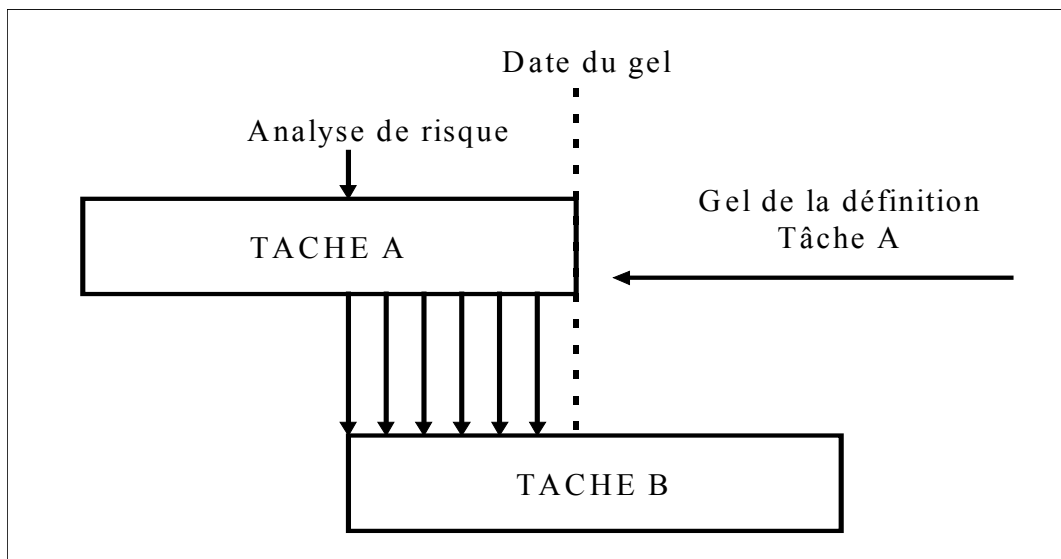 Date du gel
Analyse de risque
Gel de la définition
Tâche A
TACHE A
TACHE B